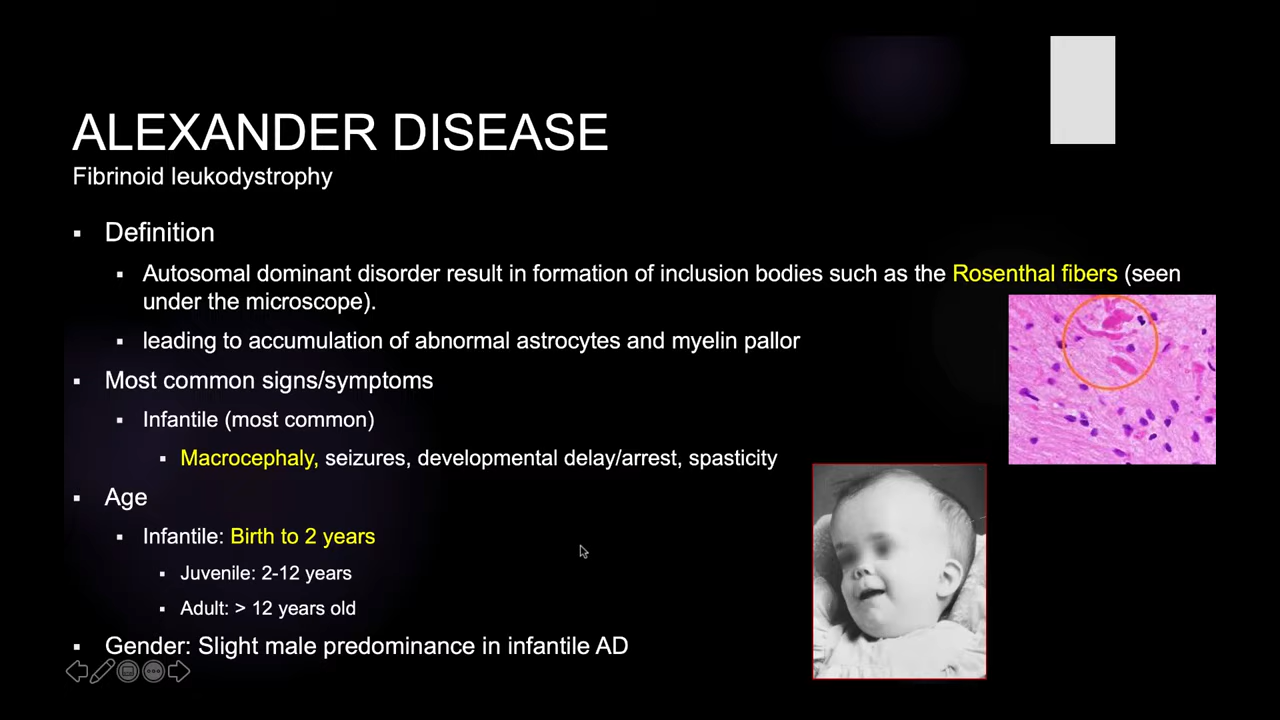 ALEXANDER DISEASE
Fibrinoid leukodystrophy
▪ Definition
▪ Autosomal dominant disorder result in formation of inclusion bodies such as the Rosenthal fibers (seen
under the microscope).
▪ leading to accumulation of abnormal astrocytes and myelin pallor
▪ Most common signs/symptoms
▪ Infantile (most common)
▪ Macrocephaly, seizures, developmental delay/arrest, spasticity
▪ Age
▪ Infantile: Birth to 2 years
▪ Juvenile: 2-12 years
▪ Adult: > 12 years old
▪ Gender: Slight male predominance in infantile AD